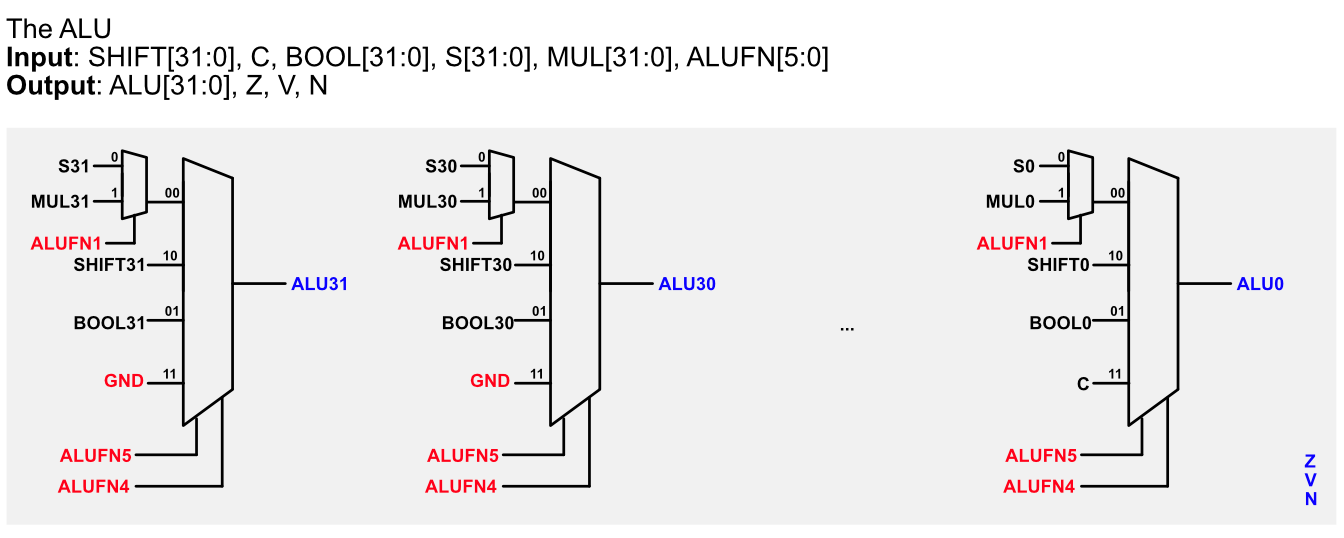 The ALU
Input: SHIFT[31:0], C, BOOL[31:0], S[31:0], MUL[31:0], ALUFN[5:0]
Output: ALU[31:0], Z, V, N
S31 0
MUL31 1 00
ALUFN1
SHIFT31 10
ALU31
BOOL31 01
GND 11
ALUFN5
ALUFN4
S30 0
MUL30 1 00
ALUFN1
SHIFT30 10
ALU30
BOOL30 01
GND 11
ALUFN5
ALUFN4
...
S0 0
MUL0 1 00
ALUFN1
SHIFT0 10
ALU0
BOOL0 01
C 11
ALUFN5
ALUFN4
Z
V
N